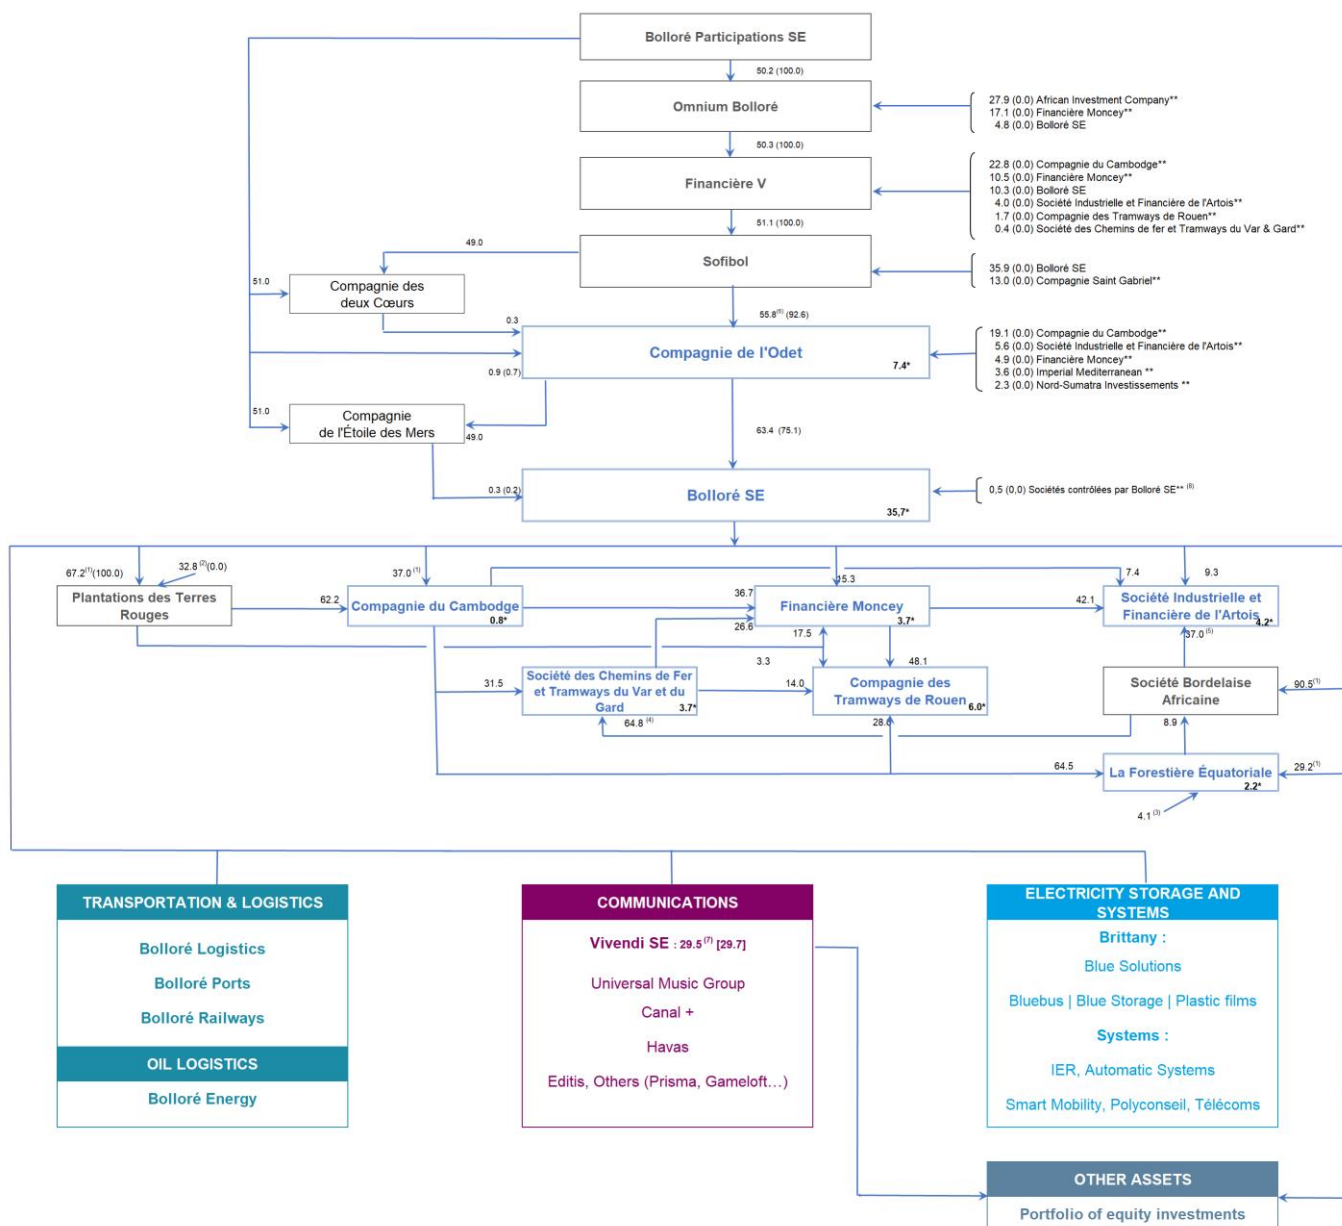 Bolloré Participations SE
50.2 (100.0)
Omnium Bolloré
27.9 (0.0) African Investment Company**
17.1 (0.0) Financière Moncey**
4.8 (0.0) Bolloré SE
50.3 (100.0)
Financière V
22.8 (0.0) Compagnie du Cambodge**
10.5 (0.0) Financière Moncey**
10.3 (0.0) Bolloré SE
4.0 (0.0) Société Industrielle et Financière de l'Artois**
1.7 (0.0) Compagnie des Tramways de Rouen**
0.4 (0.0) Société des Chemins de fer et Tramways du Var & Gard**
51.1 (100.0)
49.0
Sofibol
35.9 (0.0) Bolloré SE
13.0 (0.0) Compagnie Saint Gabriel**
51.0
Compagnie des
deux Cœurs
0.3
55.8(6) (92.6)
Compagnie de l'Odet
7.4*
19.1 (0.0) Compagnie du Cambodge**
5.6 (0.0) Société Industrielle et Financière de l'Artois**
4.9 (0.0) Financière Moncey**
3.6 (0.0) Imperial Mediterranean **
2.3 (0.0) Nord-Sumatra Investissements **
0.9 (0.7)
51.0
Compagnie
de l'Étoile des Mers
49.0
63.4 (75.1)
0.3 (0.2)
Bolloré SE
35,7*
0,5 (0,0) Sociétés contrôlées par Bolloré SE** (8)
67.2(1)(100.0)
32.8 (2)(0.0)
37.0 (1)
15.3
7.4
9.3
Plantations des Terres
Rouges
62.2
Compagnie du Cambodge
0.8*
36.7
Financière Moncey
3.7*
42.1
Société Industrielle et
Financière de l'Artois
4.2*
26.6
17.5
37.0 (5)
3.3
48.1
31.5
Société des Chemins de Fer
et Tramways du Var et du
Gard
3.7*
14.0
Compagnie des
Tramways de Rouen
6.0*
Société Bordelaise
Africaine
90.5(1)
64.8 (4)
28.6
8.9
64.5
La Forestière Équatoriale
2.2*
29.2(1)
4.1 (3)
TRANSPORTATION & LOGISTICS
Bolloré Logistics
Bolloré Ports
Bolloré Railways
OIL LOGISTICS
Bolloré Energy
COMMUNICATIONS
Vivendi SE : 29.5 (7) [29.7]
Universal Music Group
Canal +
Havas
Editis, Others (Prisma, Gameloft…)
ELECTRICITY STORAGE AND
SYSTEMS
Brittany :
Blue Solutions
Bluebus | Blue Storage | Plastic films
Systems :
IER, Automatic Systems
Smart Mobility, Polyconseil, Télécoms
OTHER ASSETS
Portfolio of equity investments